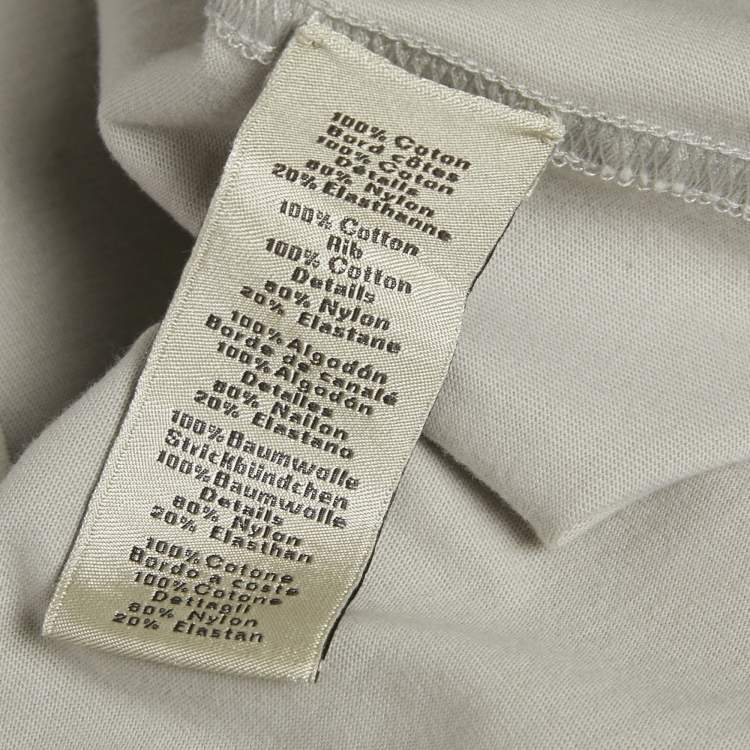 100% Coton
Bord côtes
100% Coton
Détails
80% Nylon
20% Elasthanne
100% Cotton
Rib
100% Cotton
Details
80% Nylon
20% Elastane
100% Algodón
Borde de canalé
100% Algodón
Detalles
80% Nailon
20% Elastano
100% Baumwolle
Strickbündchen
100% Baumwolle
Details
80% Nylon
20% Elasthan
100% Cotone
Bordo a coste
100% Cotone
Dettagli
80% Nylon
20% Elastan